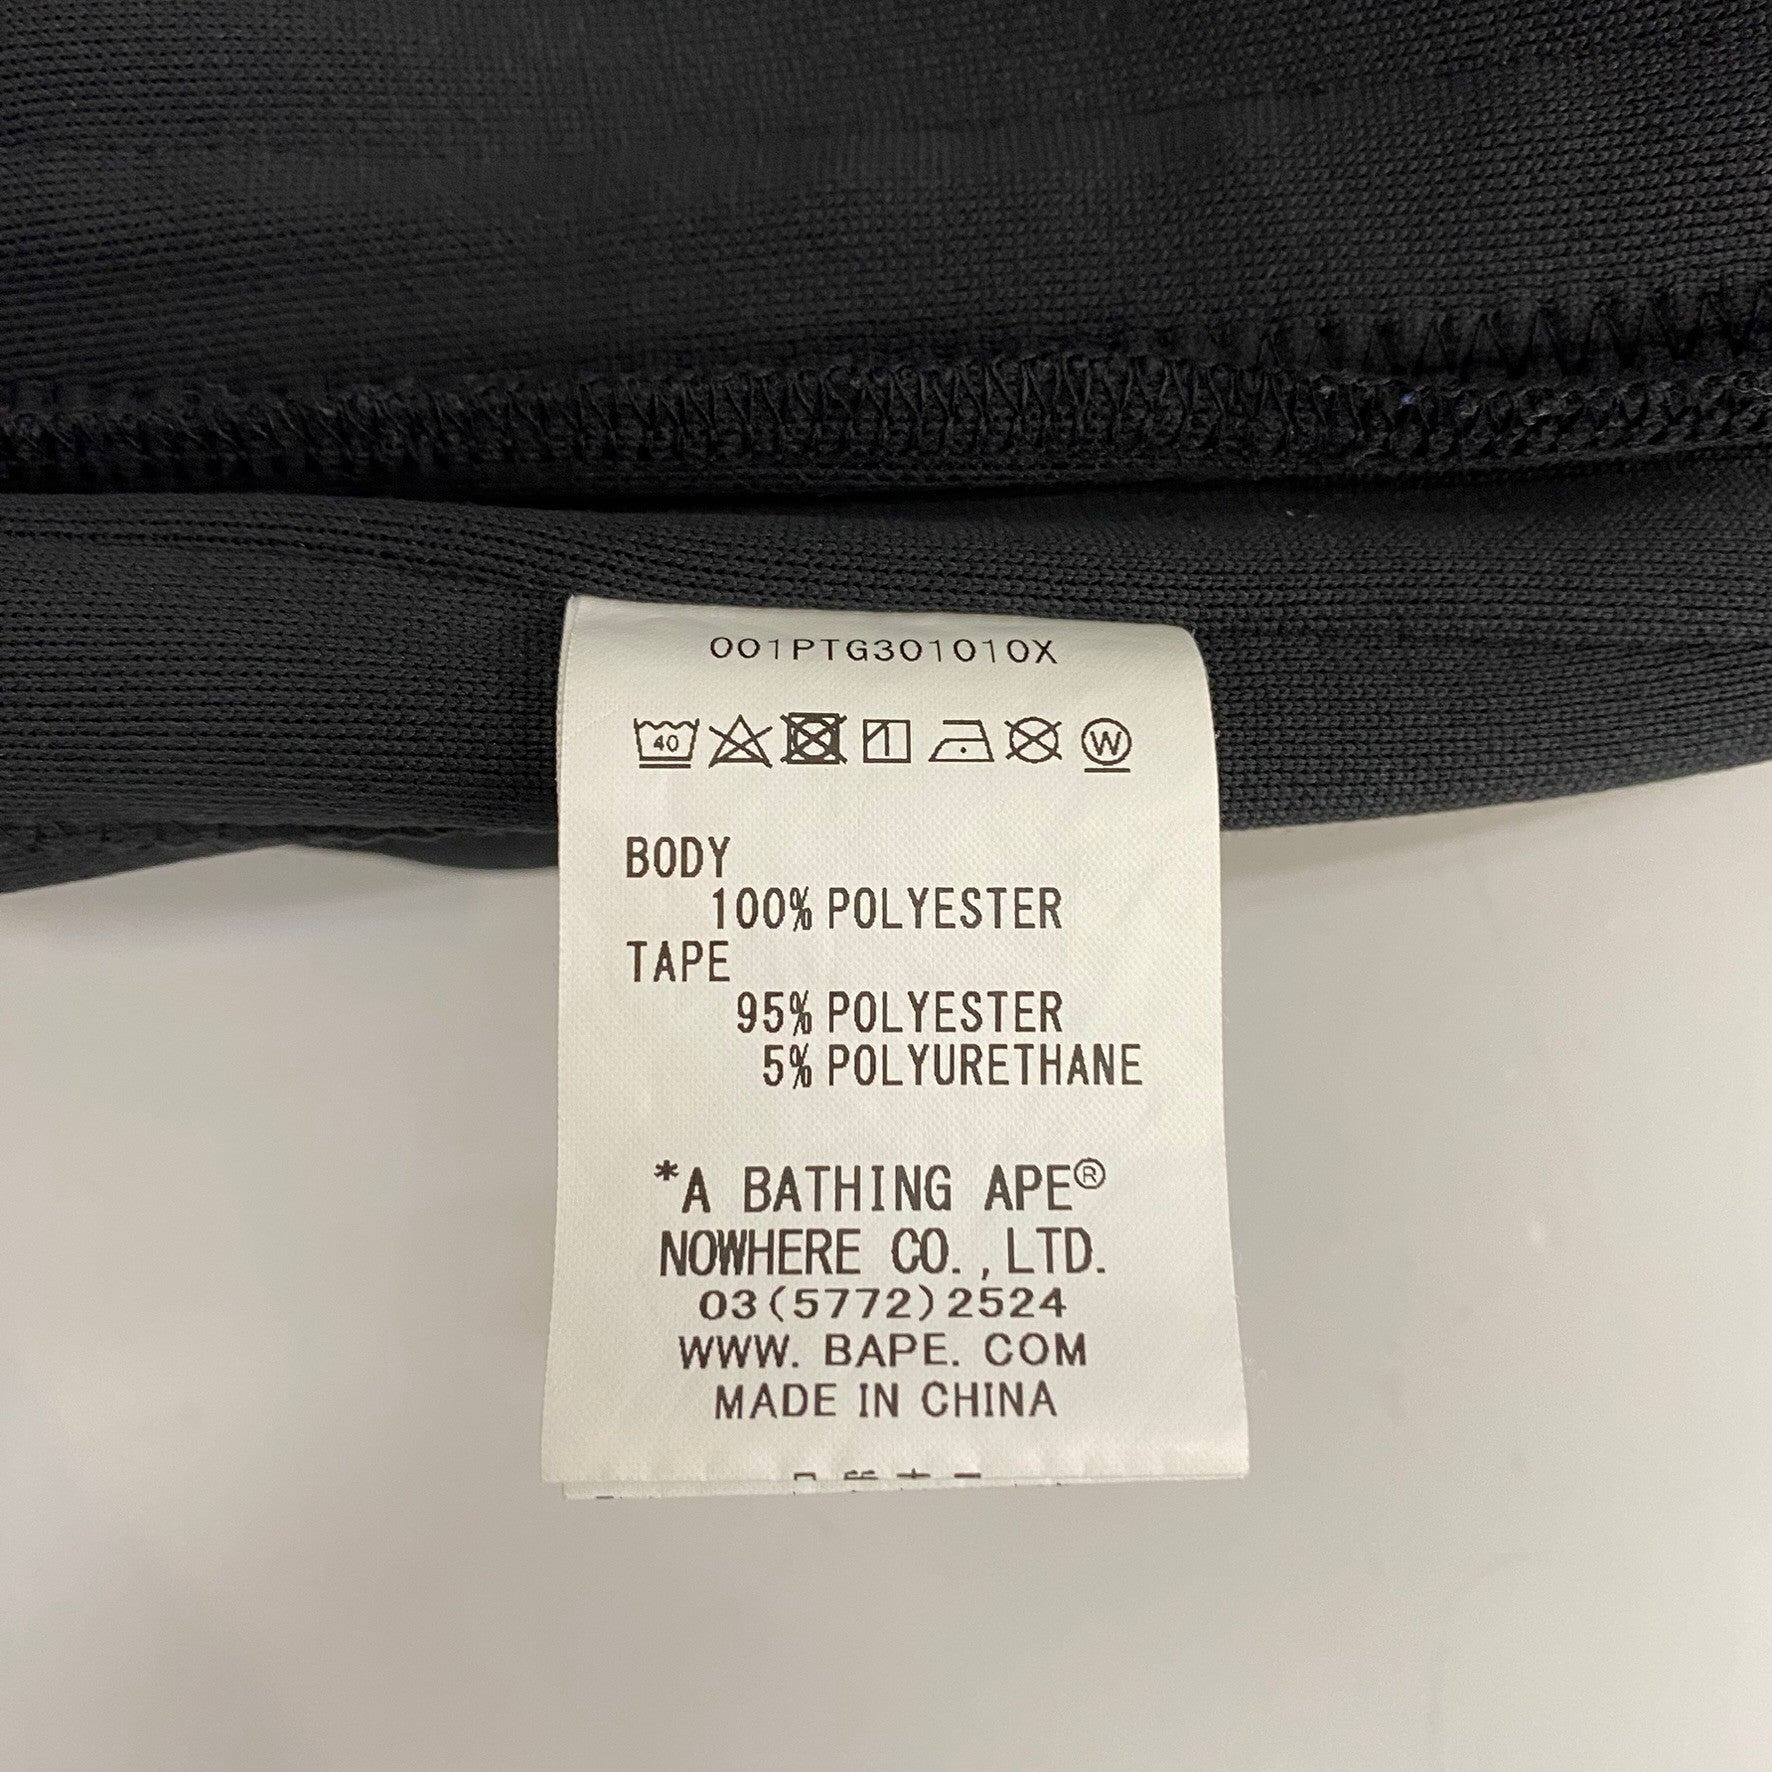 001PTG301010X
40 W
BODY
100% POLYESTER
TAPE
95% POLYESTER
5% POLYURETHANE
*A BATHING APE®
NOWHERE CO.,LTD.
03(5772)2524
WWW. BAPE. COM
MADE IN CHINA